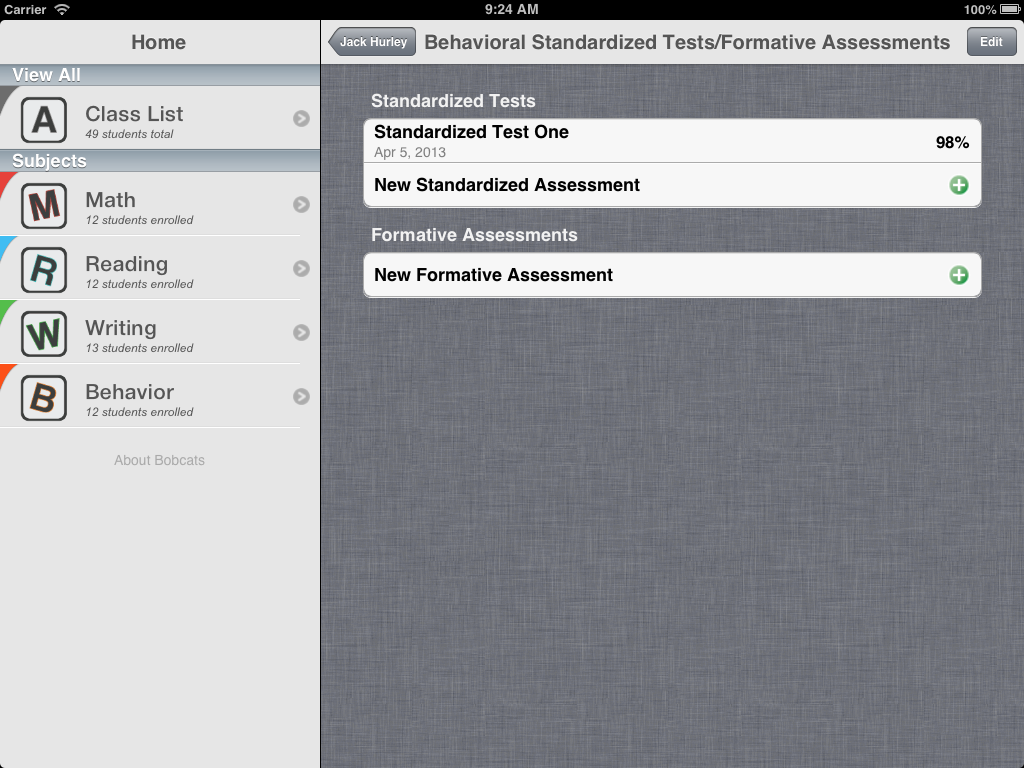 Carrier
9:24 AM
100%
Home
View All
A
Class List
49 students total
Subjects
M
Math
12 students enrolled
R
Reading
12 students enrolled
W
Writing
13 students enrolled
B
Behavior
12 students enrolled
About Bobcats
Jack Hurley
Behavioral Standardized Tests/Formative Assessments
Edit
Standardized Tests
Standardized Test One
Apr 5, 2013
98%
New Standardized Assessment
Formative Assessments
New Formative Assessment